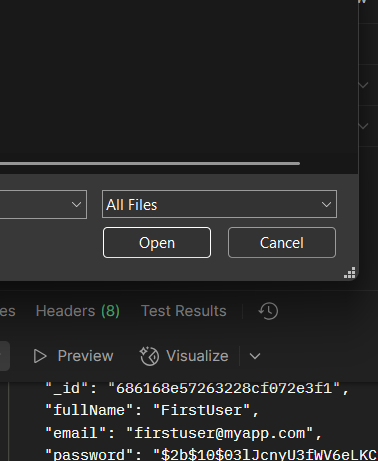 All Files
Open
Cancel
es
Headers (8)
Test Results
Preview
Visualize
"_id": "686168e57263228cf072e3f1",
"fullName": "FirstUser",
"email": "firstuser@myapp.com",
"password": "$2b$10$03lJcnyU3fWV6eLKC